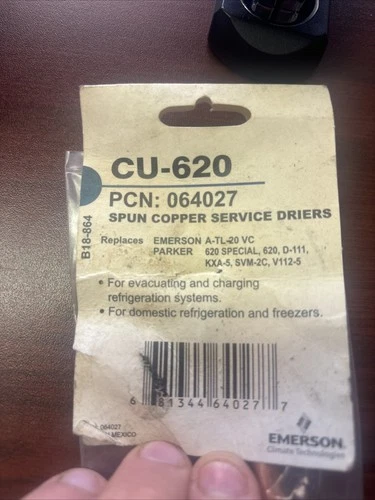 CU-620
PCN: 064027
SPUN COPPER SERVICE DRIERS
B18-864
Replaces EMERSON A-TL-20 VC
PARKER 620 SPECIAL, 620, D-111,
KXA-5, SVM-2C, V112-5
• For evacuating and charging
refrigeration systems.
• For domestic refrigeration and freezers.
6 81344 64027 7
064027
MEXICO
EMERSON
Climate Technologies